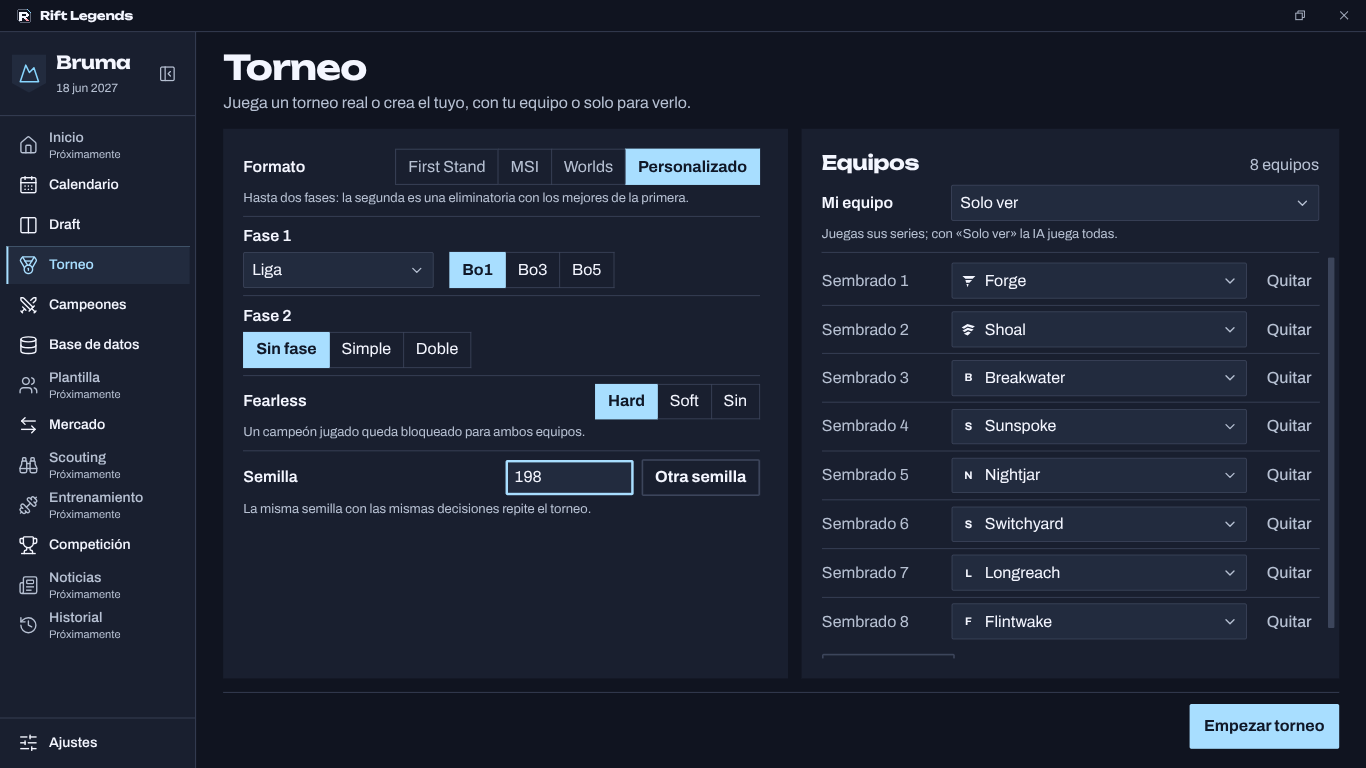 Rift Legends
Bruma
18 jun 2027
Inicio
Próximamente
Calendario
Draft
Torneo
Campeones
Base de datos
Plantilla
Próximamente
Mercado
Scouting
Próximamente
Entrenamiento
Próximamente
Competición
Noticias
Próximamente
Historial
Próximamente
Ajustes
Torneo
Juega un torneo real o crea el tuyo, con tu equipo o solo para verlo.
Formato First Stand MSI Worlds Personalizado
Hasta dos fases: la segunda es una eliminatoria con los mejores de la primera.
Fase 1
Liga Bo1 Bo3 Bo5
Fase 2
Sin fase Simple Doble
Fearless Hard Soft Sin
Un campeón jugado queda bloqueado para ambos equipos.
Semilla 198 Otra semilla
La misma semilla con las mismas decisiones repite el torneo.
Equipos 8 equipos
Mi equipo Solo ver
Juegas sus series; con «Solo ver» la IA juega todas.
Sembrado 1 Forge Quitar
Sembrado 2 Shoal Quitar
Sembrado 3 B Breakwater Quitar
Sembrado 4 S Sunspoke Quitar
Sembrado 5 N Nightjar Quitar
Sembrado 6 S Switchyard Quitar
Sembrado 7 L Longreach Quitar
Sembrado 8 F Flintwake Quitar
Empezar torneo